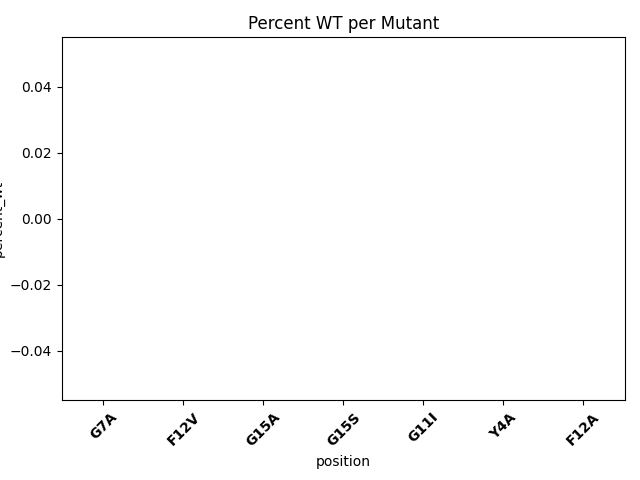 Percent WT per Mutant
0.04
0.02
0.00
−0.02
−0.04
G7A
F12V
G15A
G15S
G11I
Y4A
F12A
position